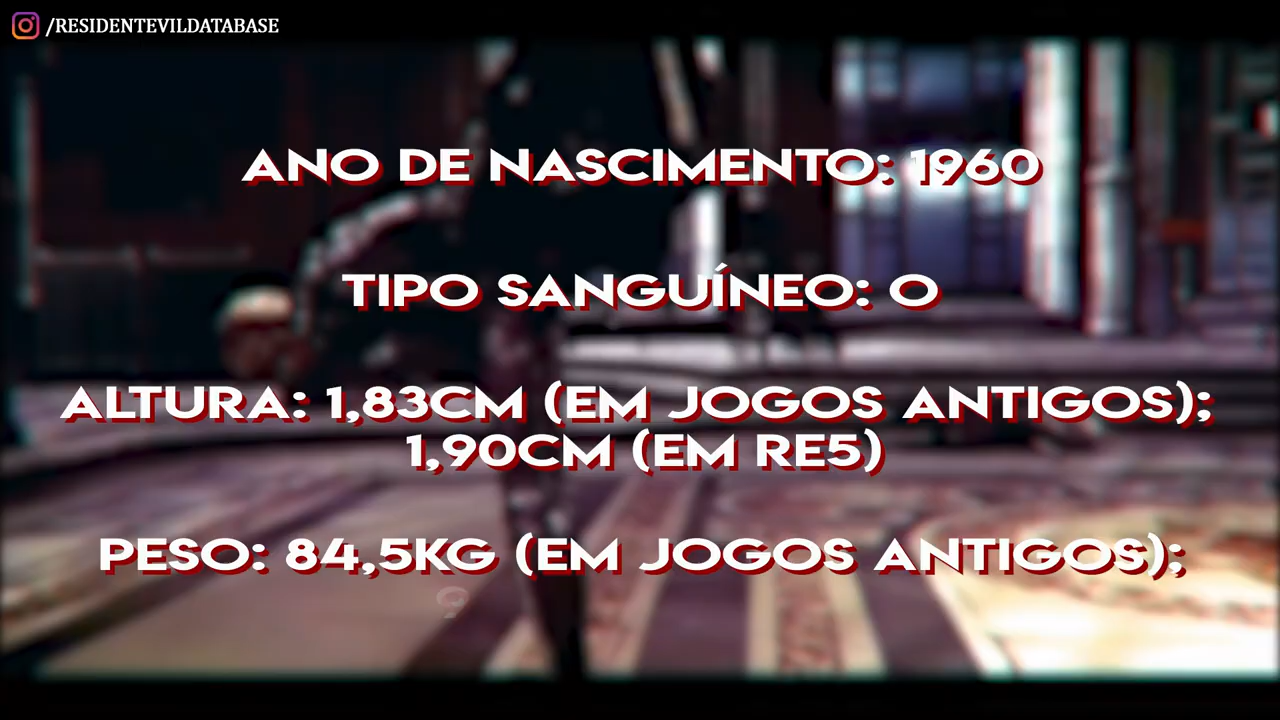 /RESIDENTEVILDATABASE
ANO DE NASCIMENTO: 1960
TIPO SANGUÍNEO: O
ALTURA: 1,83CM (EM JOGOS ANTIGOS);
1,90CM (EM RE5)
PESO: 84,5KG (EM JOGOS ANTIGOS);